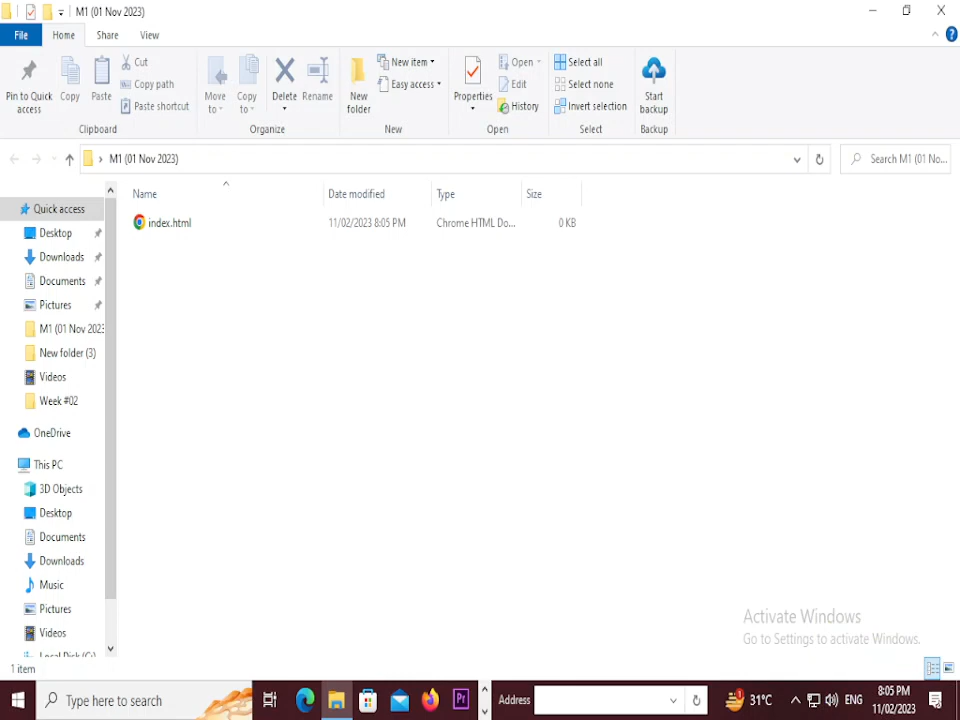 M1 (01 Nov 2023)
File Home Share View
Pin to Quick access
Copy
Paste
Cut
Copy path
Paste shortcut
Clipboard
Move to
Copy to
Delete
Rename
Organize
New folder
New item
Easy access
New
Properties
Open
Edit
History
Open
Select all
Select none
Invert selection
Select
Start backup
Backup
M1 (01 Nov 2023)
Search M1 (01 No...
Name Date modified Type Size
index.html 11/02/2023 8:05 PM Chrome HTML Do... 0 KB
Quick access
Desktop
Downloads
Documents
Pictures
M1 (01 Nov 2023
New folder (3)
Videos
Week #02
OneDrive
This PC
3D Objects
Desktop
Documents
Downloads
Music
Pictures
Videos
Local Disk (C:)
Activate Windows
Go to Settings to activate Windows.
1 item
Type here to search
Pr
Address
1
31°C
ENG
8:05 PM
11/02/2023